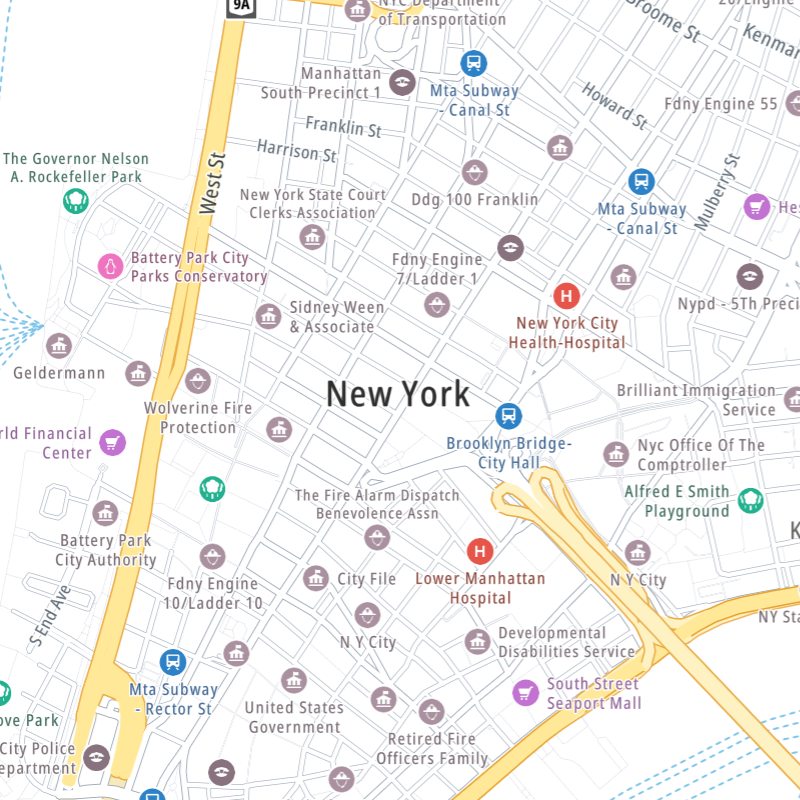 9A
NYC Department
of Transportation
Broome St
Kenmar
Manhattan
South Precinct 1
Mta Subway
- Canal St
Howard St
Fdny Engine 55
Franklin St
Harrison St
The Governor Nelson
A. Rockefeller Park
West St
New York State Court
Clerks Association
Ddg 100 Franklin
Mta Subway
- Canal St
Mulberry St
Hes
Battery Park City
Parks Conservatory
Fdny Engine
7/Ladder 1
H
Nypd - 5Th Preci
Sidney Ween
& Associate
New York City
Health-Hospital
Geldermann
New York
Wolverine Fire
Protection
Brilliant Immigration
Service
rld Financial
Center
Brooklyn Bridge-
City Hall
Nyc Office Of The
Comptroller
The Fire Alarm Dispatch
Benevolence Assn
Alfred E Smith
Playground
K
Battery Park
City Authority
H
Fdny Engine
10/Ladder 10
City File
Lower Manhattan
Hospital
N Y City
S End Ave
N Y City
NY Sta
Developmental
Disabilities Service
Mta Subway
- Rector St
South Street
Seaport Mall
ove Park
United States
Government
City Police
epartment
Retired Fire
Officers Family